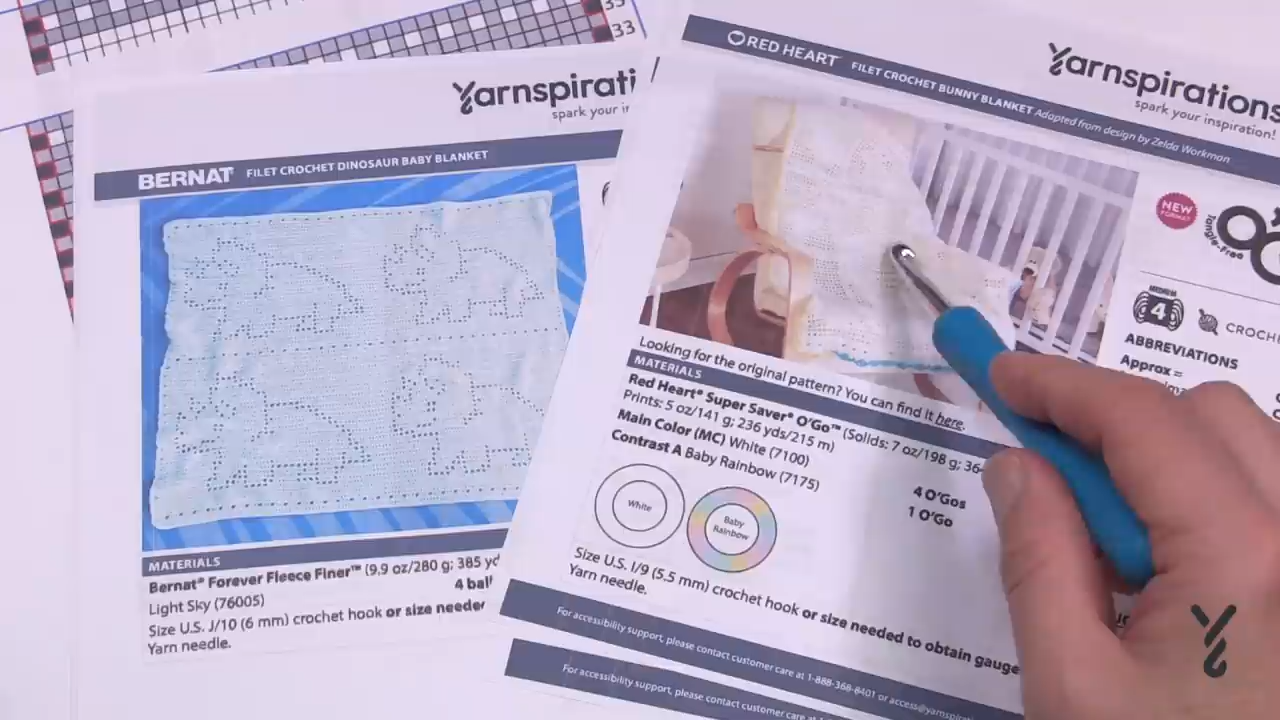 33
Yarnspirati
spark your i
BERNAT FILET CROCHET DINOSAUR BABY BLANKET
MATERIALS
Bernat® Forever Fleece Finer™ (9.9 oz/280 g; 385 yd
Light Sky (76005)
4 ball
Size U.S. J/10 (6 mm) crochet hook or size neede
Yarn needle.
RED HEART® FILET CROCHET BUNNY BLANKET Adapted from design by Zelda Workman
Yarnspirations
spark your inspiration!
NEW FORMAT
Tangle-Free
MEDIUM
4
CROCHE
ABBREVIATIONS
Approx =
Looking for the original pattern? You can find it here.
MATERIALS
Red Heart® Super Saver® O'Go™ (Solids: 7 oz/198 g; 36
Prints: 5 oz/141 g; 236 yds/215 m)
Main Color (MC) White (7100)
4 O'Gos
Contrast A Baby Rainbow (7175)
1 O'Go
White
Baby Rainbow
Size U.S. I/9 (5.5 mm) crochet hook or size needed to obtain gauge
Yarn needle.
For accessibility support, please contact customer care at 1-888-368-8401 or access@yarnspirati
For accessibility support, please contact customer care at